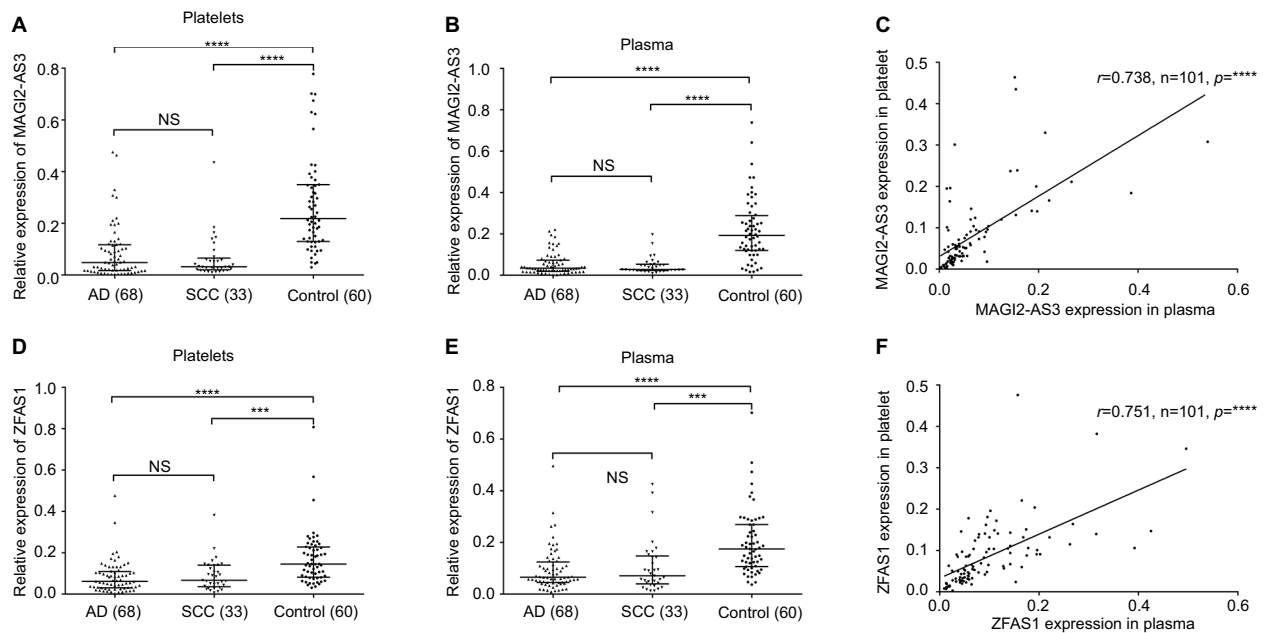 A
Platelets
Relative expression of MAGI2-AS3
0.8
0.6
0.4
0.2
0.0
****
****
NS
AD (68)
SCC (33)
Control (60)
B
Plasma
Relative expression of MAGI2-AS3
1.0
0.8
0.6
0.4
0.2
0.0
****
****
NS
AD (68)
SCC (33)
Control (60)
C
MAGI2-AS3 expression in platelet
0.5
0.4
0.3
0.2
0.1
0.0
r=0.738, n=101, p=****
0.0
0.2
0.4
0.6
MAGI2-AS3 expression in plasma
D
Platelets
Relative expression of ZFAS1
1.0
0.8
0.6
0.4
0.2
0.0
****
***
NS
AD (68)
SCC (33)
Control (60)
E
Plasma
Relative expression of ZFAS1
0.8
0.6
0.4
0.2
0.0
****
***
NS
AD (68)
SCC (33)
Control (60)
F
ZFAS1 expression in platelet
0.5
0.4
0.3
0.2
0.1
0.0
r=0.751, n=101, p=****
0.0
0.2
0.4
0.6
ZFAS1 expression in plasma